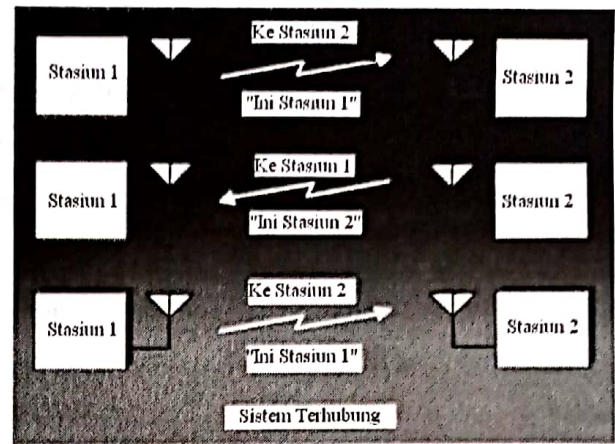 Ke Stasiun 2
Stasiun 1
Stasiun 2
"Ini Stasiun 1"
Ke Stasiun 1
Stasiun 1
Stasiun 2
"Ini Stasiun 2"
Ke Stasiun 2
Stasiun 1
Stasiun 2
"Ini Stasiun 1"
Sistem Terhubung